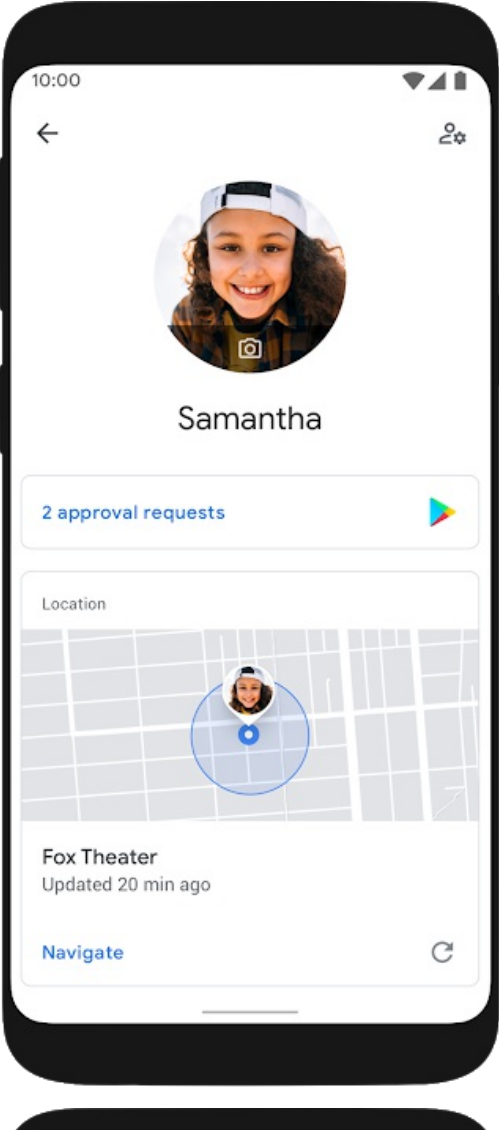 10:00
Samantha
2 approval requests
Location
Fox Theater
Updated 20 min ago
Navigate